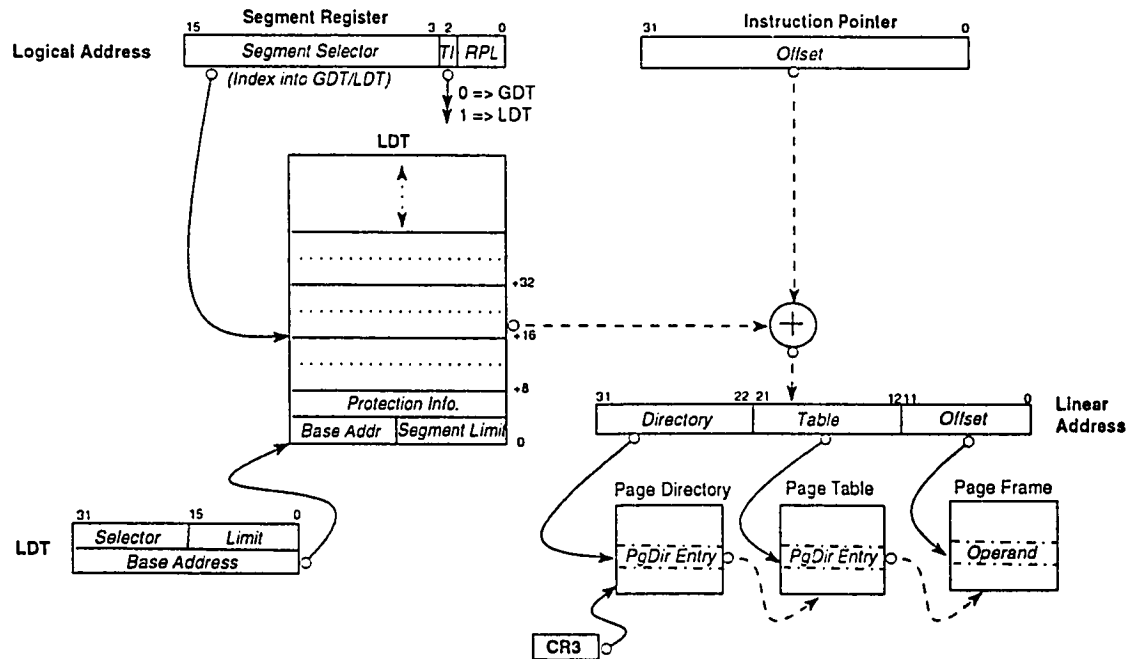 Segment Register
Instruction Pointer
15 3 2 0
31 0
Logical Address
Segment Selector TI RPL
Offset
(Index into GDT/LDT)
0 => GDT
1 => LDT
LDT
+32
+16
+8
Protection Info.
Base Addr Segment Limit
0
31 22 21 12 11 0
Directory Table Offset
Linear
Address
Page Directory
Page Table
Page Frame
31 15 0
LDT
Selector Limit
Base Address
PgDir Entry
PgDir Entry
Operand
CR3